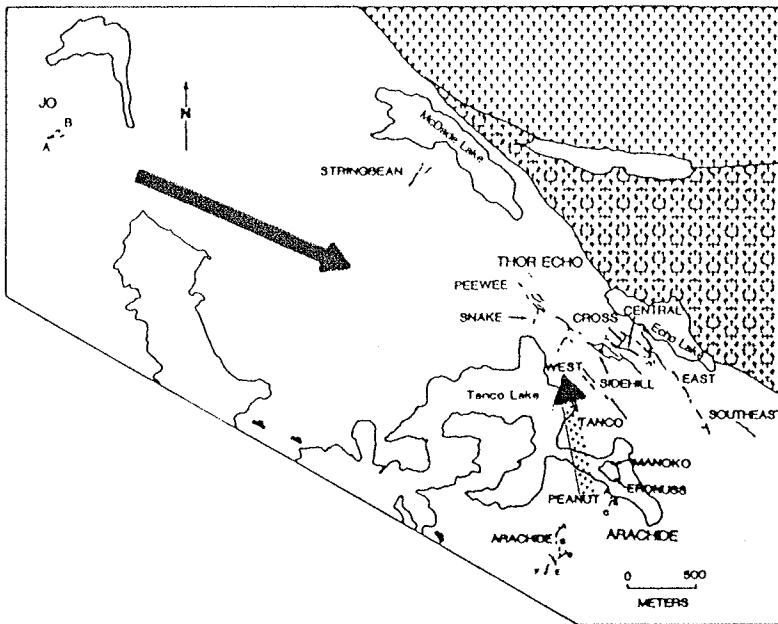 JO
A
B
N
McDade Lake
STRINGBEAN
THOR ECHO
PEEWEE
SNAKE
CROSS
CENTRAL
Echo Lake
WEST
SIDEHILL
EAST
Tanco Lake
TANCO
SOUTHEAST
MANOKO
ERDNUSS
PEANUT
ARACHIDE
ARACHIDE
A
B
F
E
0 500
METERS